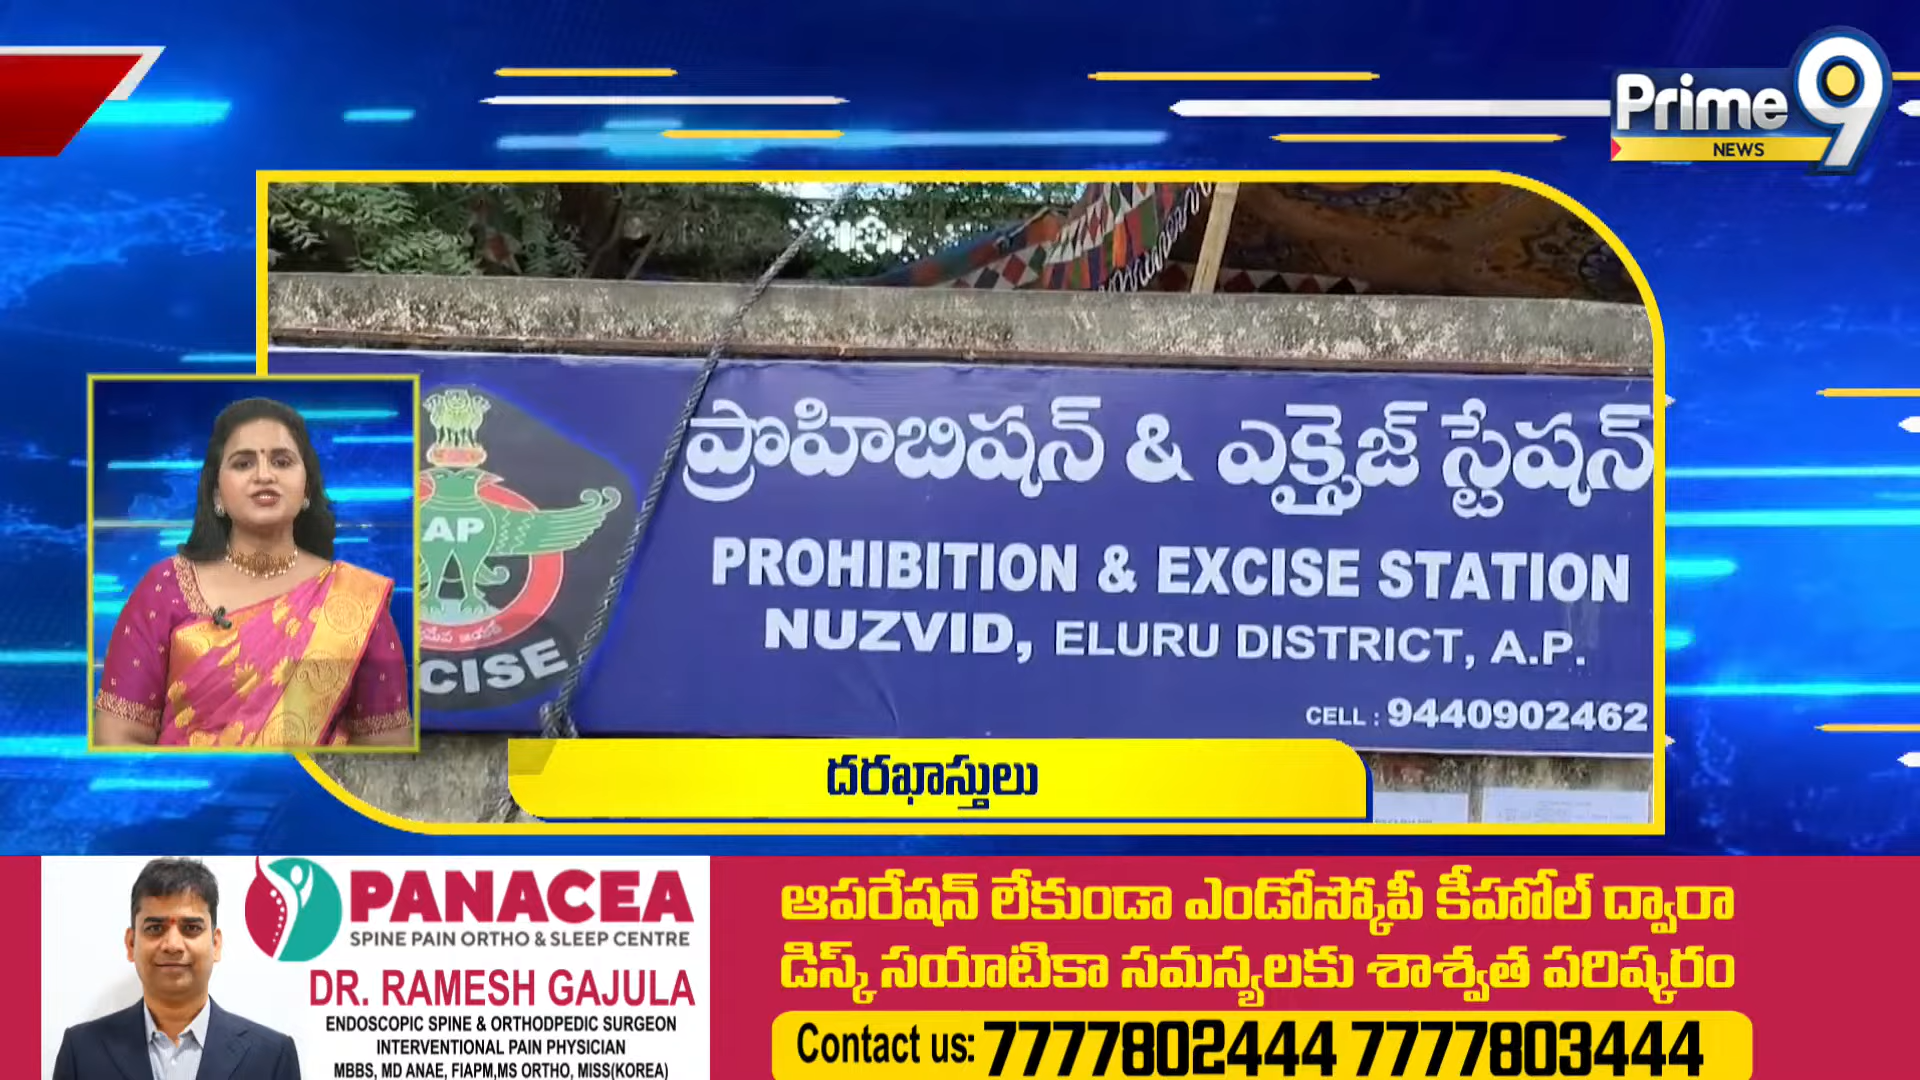 Prime9
NEWS
ప్రొహిబిషన్ & ఎక్సైజ్ స్టేషన్
PROHIBITION & EXCISE STATION
NUZVID, ELURU DISTRICT, A.P.
CELL : 9440902462
AP
CISE
దరఖాస్తులు
PANACEA
SPINE PAIN ORTHO & SLEEP CENTRE
DR. RAMESH GAJULA
ENDOSCOPIC SPINE & ORTHODPEDIC SURGEON
INTERVENTIONAL PAIN PHYSICIAN
MBBS, MD ANAE, FIAPM,MS ORTHO, MISS(KOREA)
ఆపరేషన్ లేకుండా ఎండోస్కోపీ కీహోల్ ద్వారా
డిస్క్ సయాటికా సమస్యలకు శాశ్వత పరిష్కరం
Contact us: 7777802444 7777803444